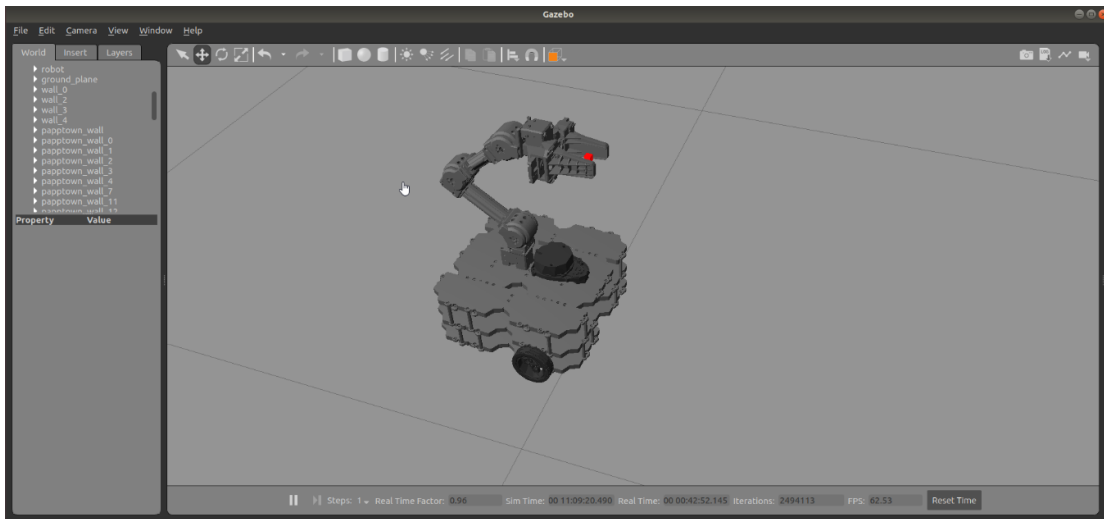 Gazebo
File Edit Camera View Window Help
World Insert Layers
robot
ground_plane
wall_0
wall_2
wall_3
wall_4
papptown_wall
papptown_wall_0
papptown_wall_1
papptown_wall_2
papptown_wall_3
papptown_wall_4
papptown_wall_7
papptown_wall_11
papptown_wall_12
Property Value
Steps: 1 Real Time Factor: 0.96 Sim Time: 00 11:09:20.490 Real Time: 00 00:42:52.145 Iterations: 2494113 FPS: 62.53 Reset Time